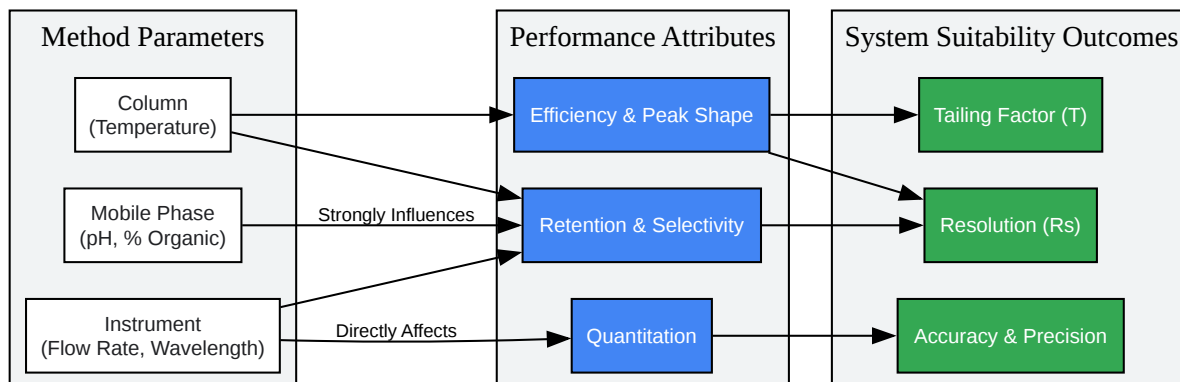 Method Parameters
Column
(Temperature)
Mobile Phase
(pH, % Organic)
Instrument
(Flow Rate, Wavelength)
Strongly Influences
Directly Affects
Performance Attributes
Efficiency & Peak Shape
Retention & Selectivity
Quantitation
System Suitability Outcomes
Tailing Factor (T)
Resolution (Rs)
Accuracy & Precision